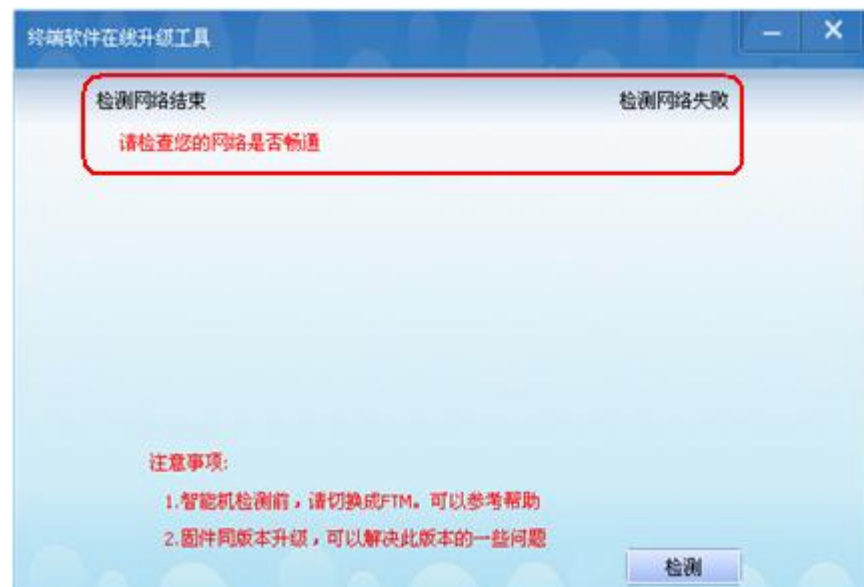 终端软件在线升级工具
检测网络结束 检测网络失败
请检查您的网络是否畅通
注意事项:
1.智能机检测前，请切换成FTM。可以参考帮助
2.固件同版本升级，可以解决此版本的一些问题
检测